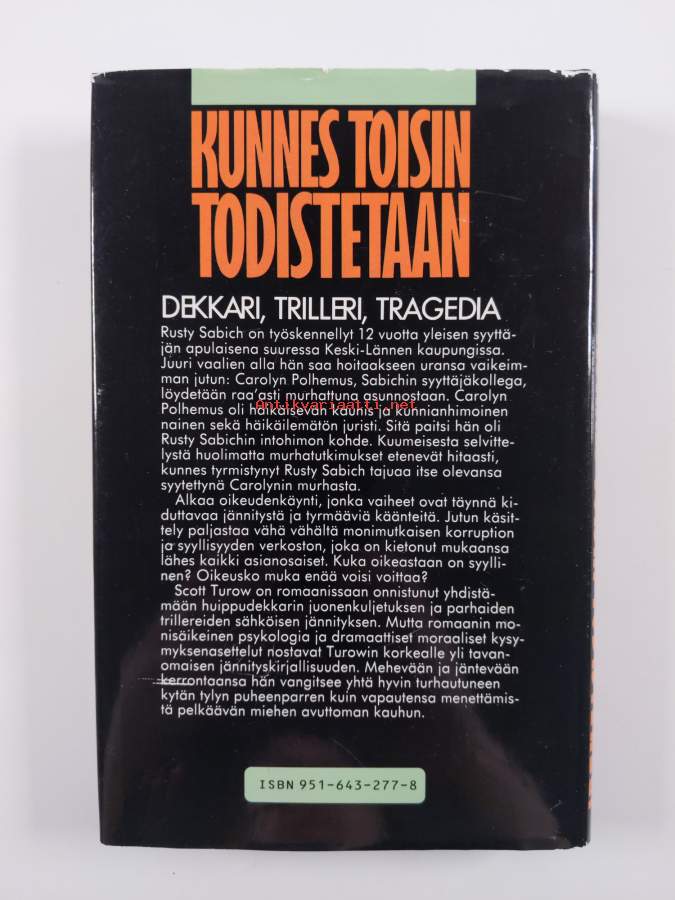 KUNNES TOISIN
TODISTETAAN
DEKKARI, TRILLERI, TRAGEDIA
Rusty Sabich on työskennellyt 12 vuotta yleisen syyttä-
jän apulaisena suuressa Keski-Lännen kaupungissa.
Juuri vaalien alla hän saa hoitaakseen uransa vaikeim-
man jutun: Carolyn Polhemus, Sabichin syyttäjäkollega,
löydetään raa'asti murhattuna asunnostaan. Carolyn
Antikvariaatti.net
Polhemus oli häikäisevän kaunis ja kunnianhimoinen
nainen sekä häikäilemätön juristi. Sitä paitsi hän oli
Rusty Sabichin intohimon kohde. Kuumeisesta selvitte-
lystä huolimatta murhatutkimukset etenevät hitaasti,
kunnes tyrmistynyt Rusty Sabich tajuaa itse olevansa
syytettynä Carolynin murhasta.
Alkaa oikeudenkäynti, jonka vaiheet ovat täynnä ki-
duttavaa jännitystä ja tyrmääviä käänteitä. Jutun käsit-
tely paljastaa vähä vähältä monimutkaisen korruption
ja syyllisyyden verkoston, joka on kietonut mukaansa
lähes kaikki asianosaiset. Kuka oikeastaan on syylli-
nen? Oikeusko muka enää voisi voittaa?
Scott Turow on romaanissaan onnistunut yhdistä-
mään huippudekkarin juonenkuljetuksen ja parhaiden
trillereiden sähköisen jännityksen. Mutta romaanin mo-
nisäikeinen psykologia ja dramaattiset moraaliset kysy-
myksenasettelut nostavat Turowin korkealle yli tavan-
omaisen jännityskirjallisuuden. Mehevään ja jäntevään
kerrontaansa hän vangitsee yhtä hyvin turhautuneen
kytän tylyn puheenparren kuin vapautensa menettämis-
tä pelkäävän miehen avuttoman kauhun.
ISBN 951-643-277-8